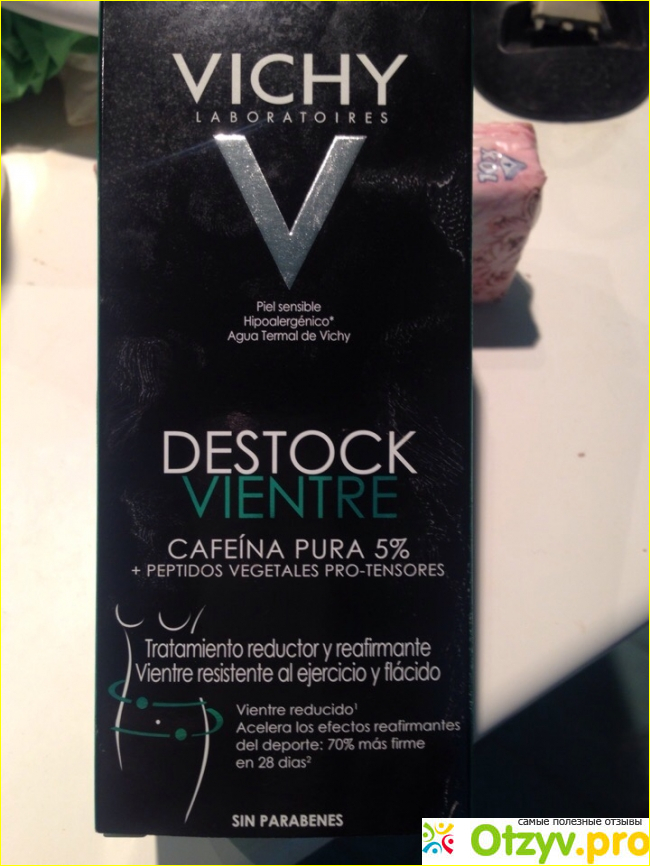 VICHY
LABORATOIRES
V
Piel sensible
Hipoalergénico*
Agua Termal de Vichy
DESTOCK
VIENTRE
CAFEÍNA PURA 5%
+ PEPTIDOS VEGETALES PRO-TENSORES
Tratamiento reductor y reafirmante
Vientre resistente al ejercicio y flácido
Vientre reducido¹
Acelera los efectos reafirmantes
del deporte: 70% más firme
en 28 dias²
SIN PARABENES
самые полезные отзывы
Otzyv.pro